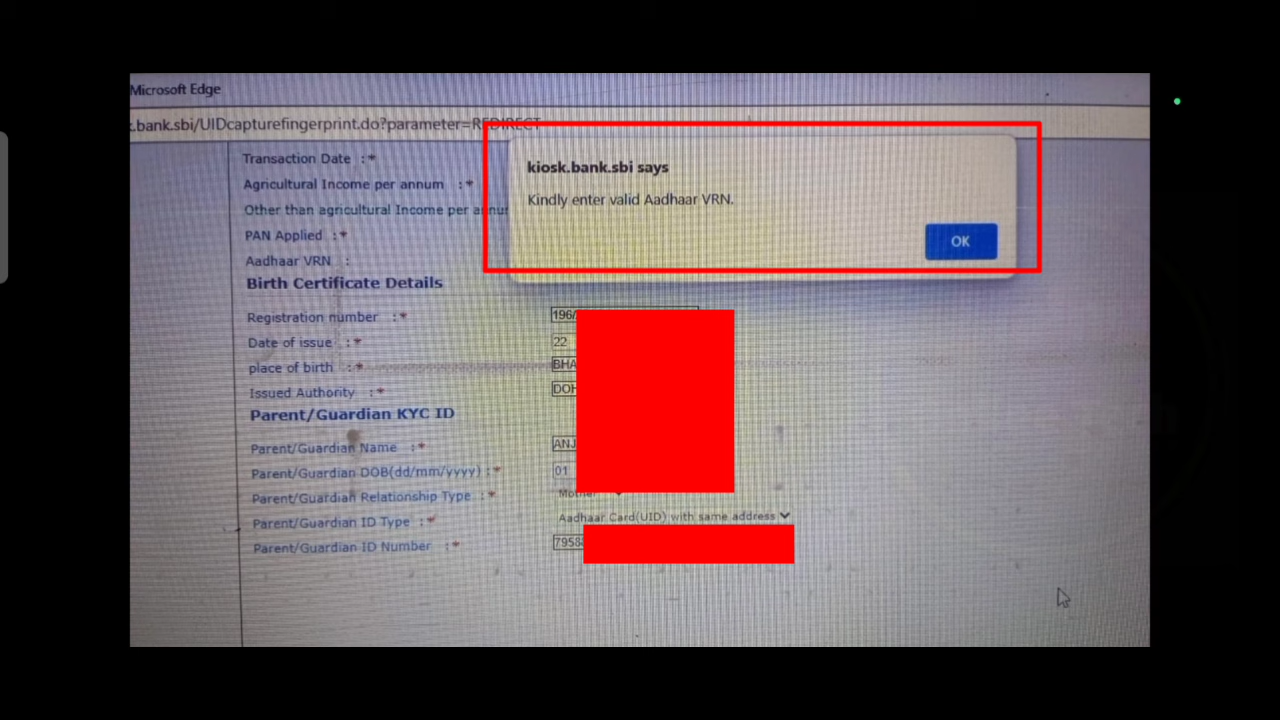 Microsoft Edge
.bank.sbi/UIDcapturefingerprint.do?parameter=REDIRECT
kiosk.bank.sbi says
Kindly enter valid Aadhaar VRN.
OK
Transaction Date :*
Agricultural Income per annum :*
Other than agricultural Income per annu
PAN Applied :*
Aadhaar VRN :
Birth Certificate Details
Registration number :* 196/
Date of issue :* 22
place of birth :* BHA
Issued Authority :* DOH
Parent/Guardian KYC ID
Parent/Guardian Name :* ANJ
Parent/Guardian DOB(dd/mm/yyyy) :* 01
Parent/Guardian Relationship Type :* Mother
Parent/Guardian ID Type :* Aadhaar Card(UID) with same address
Parent/Guardian ID Number :* 7958